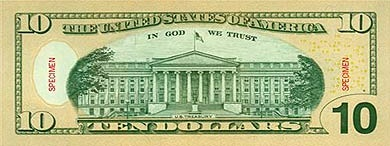 10 THE UNITED STATES OF AMERICA 10
IN GOD WE TRUST
SPECIMEN
SPECIMEN
U.S. TREASURY
10 TEN DOLLARS 10